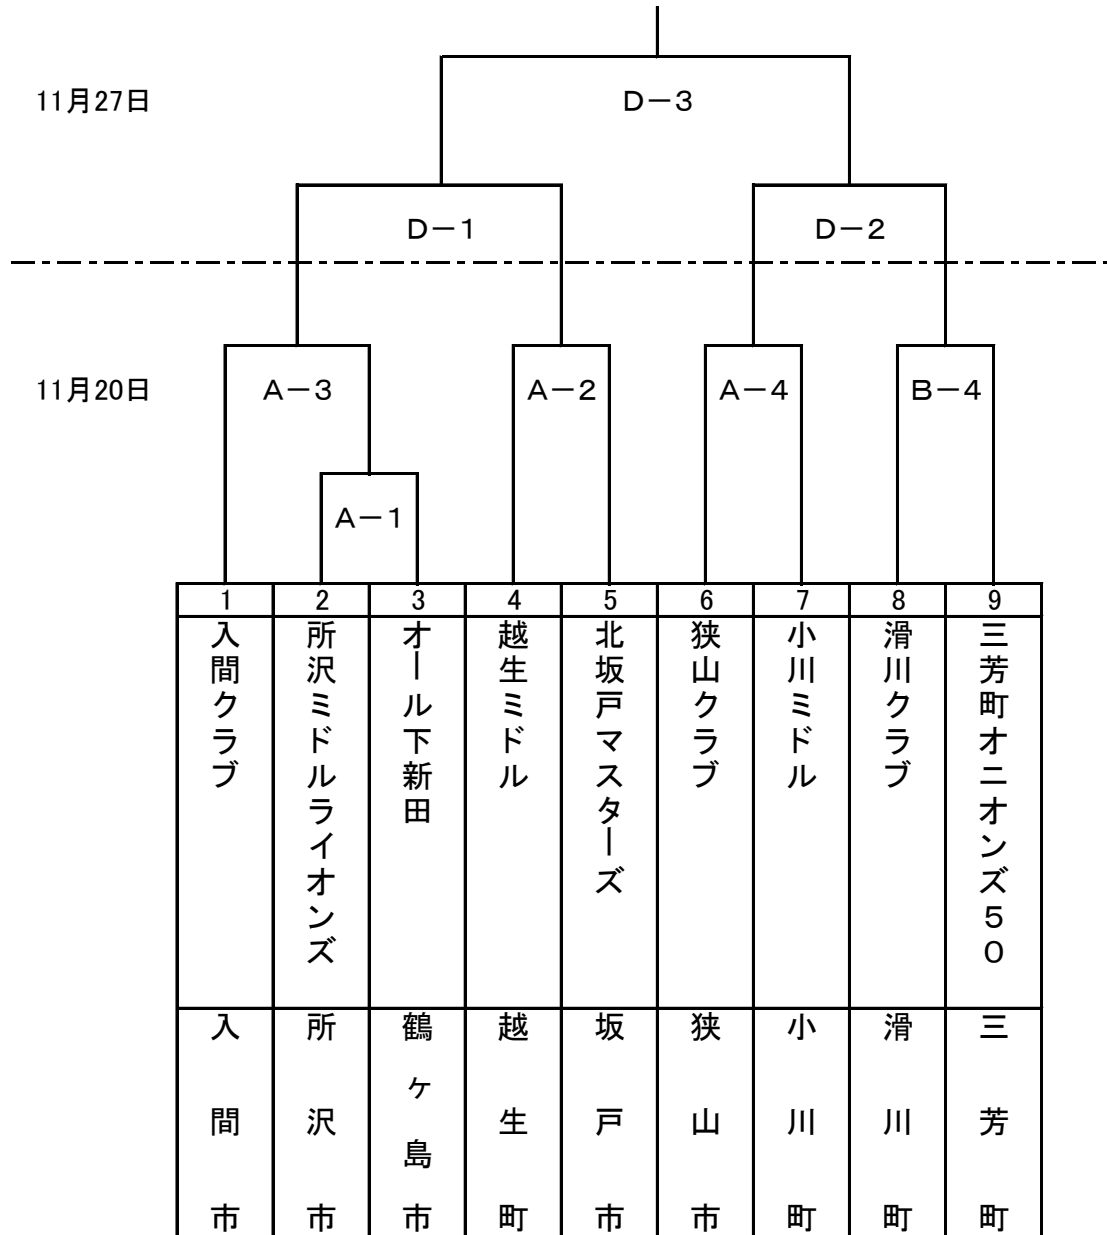 11月27日
D－3
D－1
D－2
11月20日
A－3
A－2
A－4
B－4
A－1
1
2
3
4
5
6
7
8
9
入間クラブ
所沢ミドルライオンズ
オール下新田
越生ミドル
北坂戸マスターズ
狭山クラブ
小川ミドル
滑川クラブ
三芳町オニオンズ50
入間市
所沢市
鶴ケ島市
越生町
坂戸市
狭山市
小川町
滑川町
三芳町